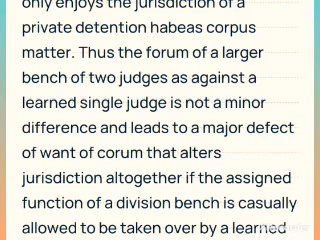 only enjoys the jurisdiction of a
private detention habeas corpus
matter. Thus the forum of a larger
bench of two judges as against a
learned single judge is not a minor
difference and leads to a major defect
of want of corum that alters
jurisdiction altogether if the assigned
function of a division bench is casually
allowed to be taken over by a learned